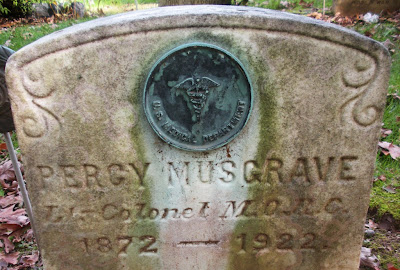 U.S. MEDICAL DEPARTMENT
PERCY MUSGRAVE
Lt-Colonel M.O.R.C.
1872 — 1922.